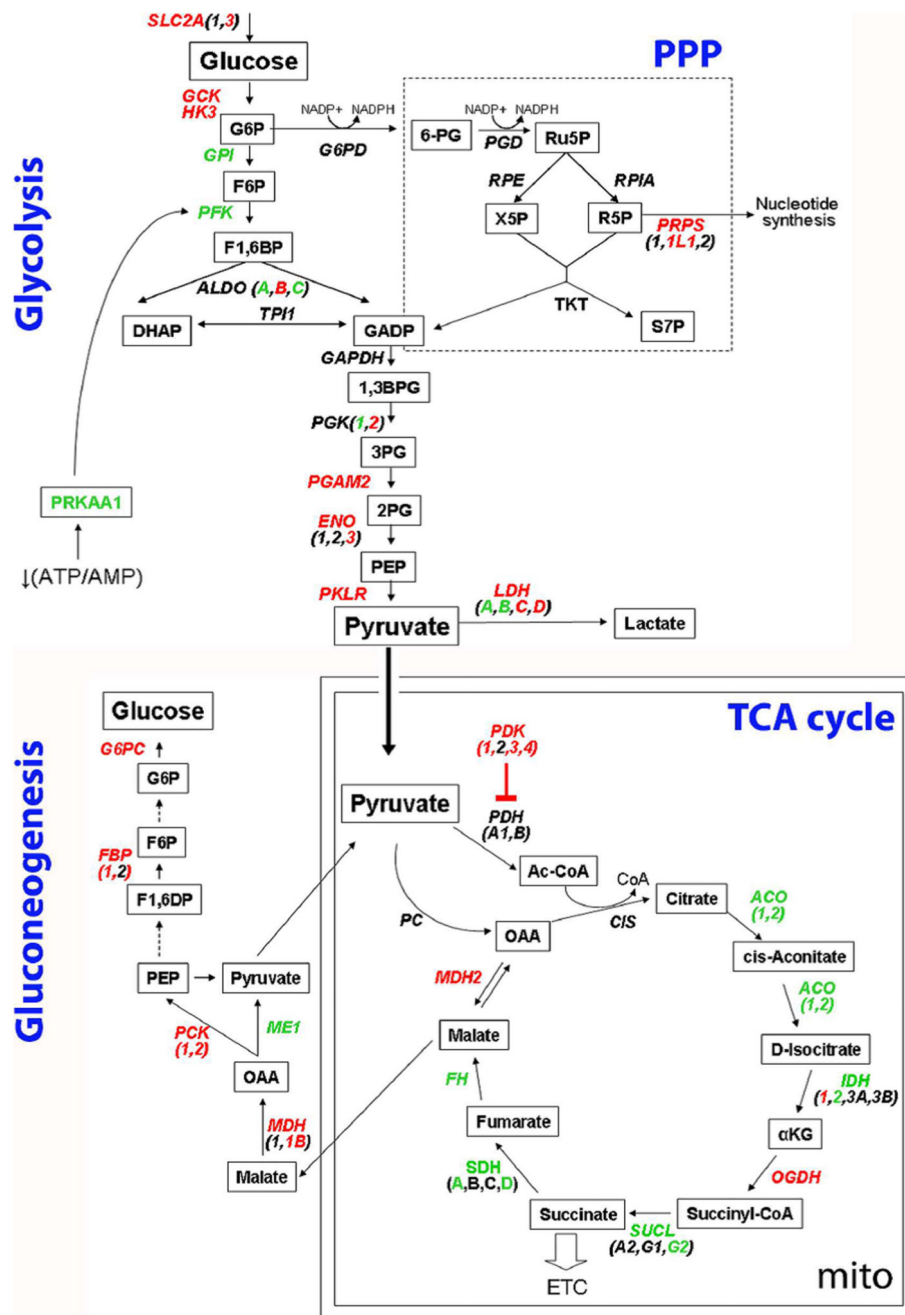 SLC2A(1,3)
Glucose
PPP
GCK
HK3
NADP+ NADPH
NADP+ NADPH
G6P
G6PD
6-PG
PGD
Ru5P
GPI
RPE
RPIA
F6P
PFK
X5P
R5P
PRPS
(1,1L1,2)
Nucleotide
synthesis
Glycolysis
F1,6BP
ALDO (A,B,C)
TKT
DHAP
TPI1
GADP
S7P
GAPDH
1,3BPG
PGK(1,2)
3PG
PGAM2
PRKAA1
2PG
ENO
(1,2,3)
PEP
↓(ATP/AMP)
PKLR
LDH
(A,B,C,D)
Pyruvate
Lactate
Glucose
TCA cycle
G6PC
PDK
(1,2,3,4)
G6P
Pyruvate
PDH
(A1,B)
F6P
FBP
(1,2)
Ac-CoA
CoA
Citrate
ACO
(1,2)
F1,6DP
PC
OAA
CIS
cis-Aconitate
Gluconeogenesis
PEP
Pyruvate
MDH2
ACO
(1,2)
PCK
(1,2)
ME1
Malate
D-Isocitrate
OAA
FH
IDH
(1,2,3A,3B)
Fumarate
αKG
MDH
(1,1B)
SDH
(A,B,C,D)
OGDH
Malate
Succinate
Succinyl-CoA
SUCL
(A2,G1,G2)
ETC
mito